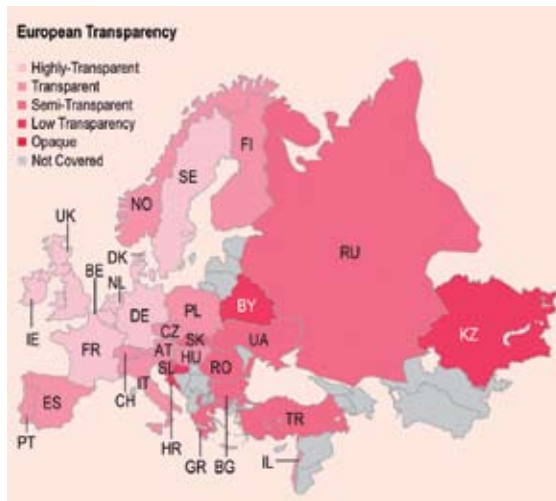 European Transparency
Highly-Transparent
Transparent
Semi-Transparent
Low Transparency
Opaque
Not Covered
FI
SE
NO
UK
RU
DK
BE
NL
BY
PL
DE
KZ
IE
CZ
UA
SK
AT
FR
HU
RO
SL
IT
ES
CH
TR
PT
HR
GR
BG
IL